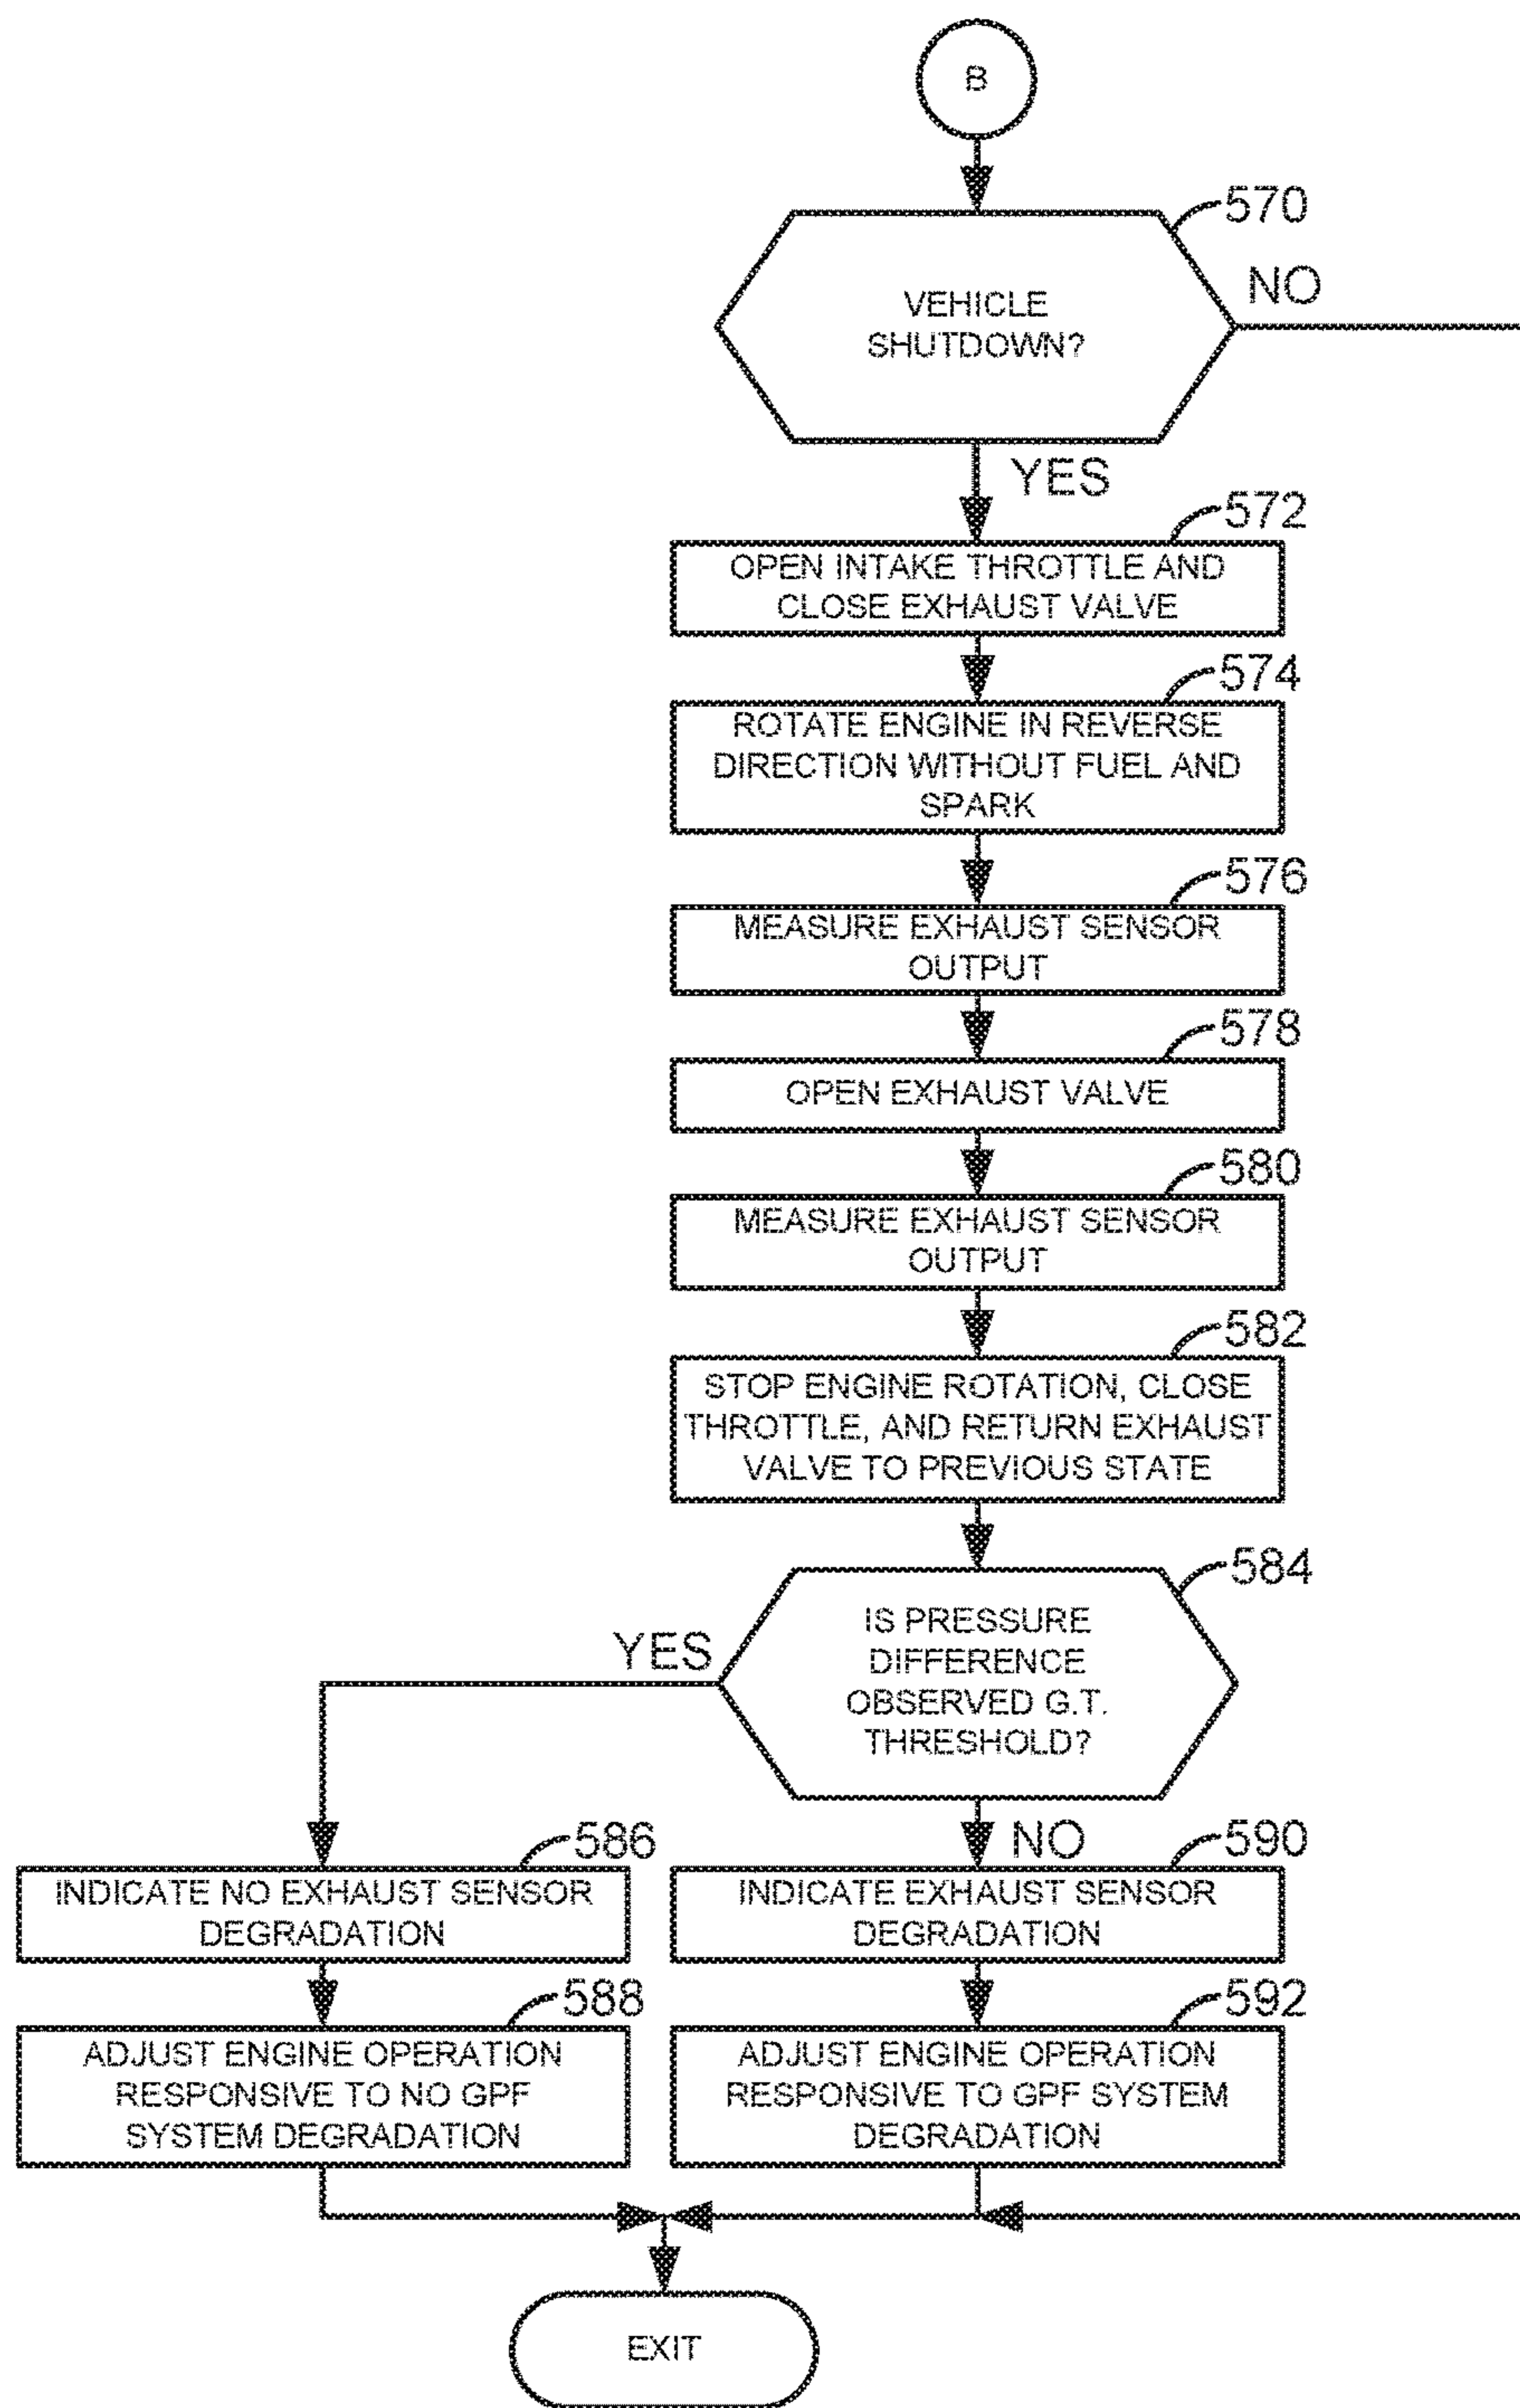 B
570
VEHICLE
SHUTDOWN?
NO
YES
572
OPEN INTAKE THROTTLE AND
CLOSE EXHAUST VALVE
574
ROTATE ENGINE IN REVERSE
DIRECTION WITHOUT FUEL AND
SPARK
576
MEASURE EXHAUST SENSOR
OUTPUT
578
OPEN EXHAUST VALVE
580
MEASURE EXHAUST SENSOR
OUTPUT
582
STOP ENGINE ROTATION, CLOSE
THROTTLE, AND RETURN EXHAUST
VALVE TO PREVIOUS STATE
584
IS PRESSURE
DIFFERENCE
OBSERVED G.T.
THRESHOLD?
YES
NO
586
INDICATE NO EXHAUST SENSOR
DEGRADATION
590
INDICATE EXHAUST SENSOR
DEGRADATION
588
ADJUST ENGINE OPERATION
RESPONSIVE TO NO GPF
SYSTEM DEGRADATION
592
ADJUST ENGINE OPERATION
RESPONSIVE TO GPF SYSTEM
DEGRADATION
EXIT